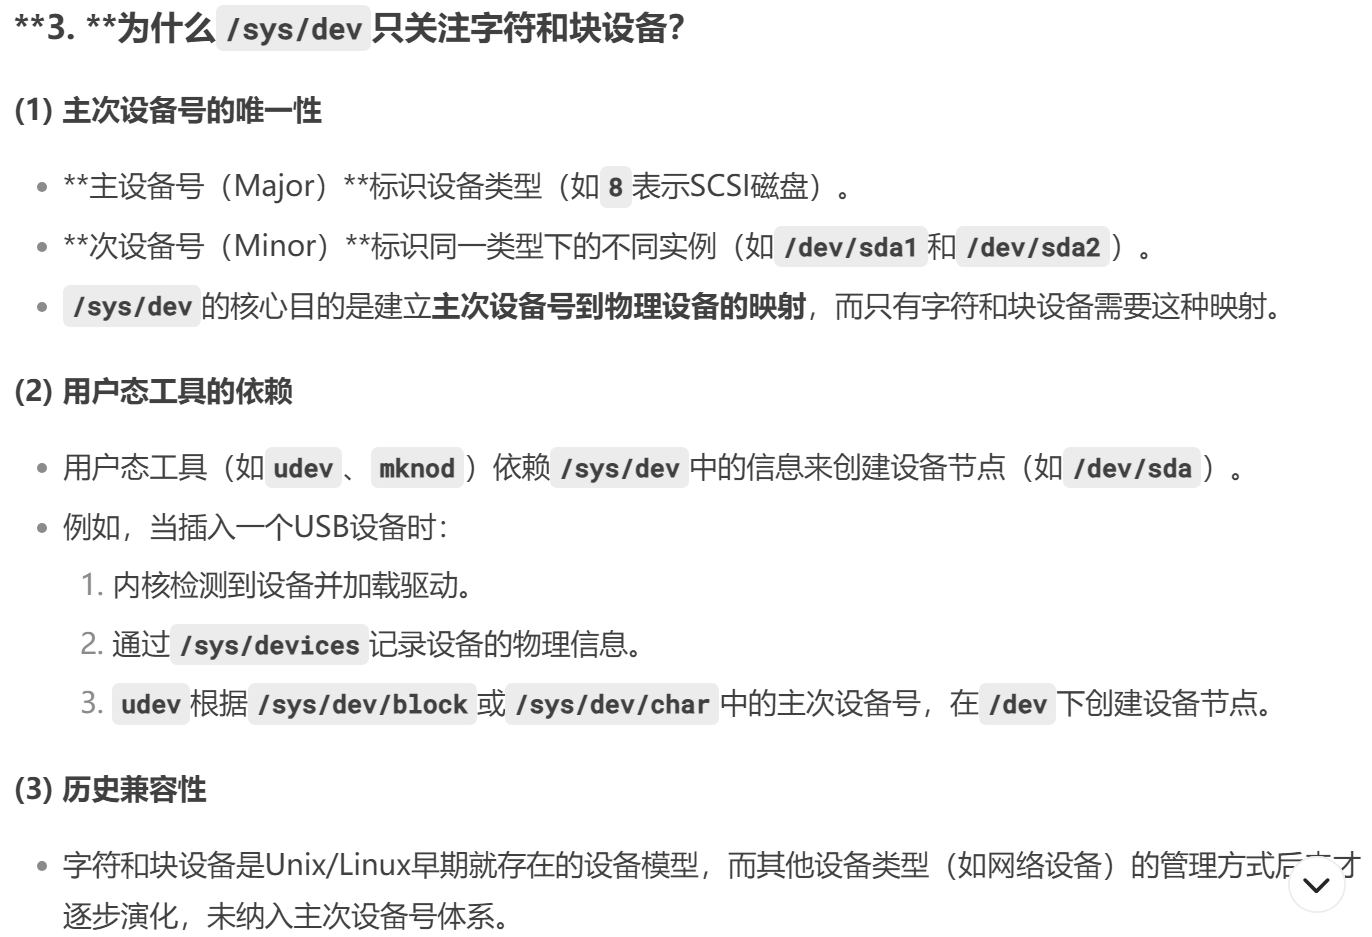 **3. **为什么 /sys/dev 只关注字符和块设备？
(1) 主次设备号的唯一性
**主设备号（Major）**标识设备类型（如 8 表示SCSI磁盘）。
**次设备号（Minor）**标识同一类型下的不同实例（如 /dev/sda1 和 /dev/sda2 ）。
/sys/dev 的核心目的是建立主次设备号到物理设备的映射，而只有字符和块设备需要这种映射。
(2) 用户态工具的依赖
用户态工具（如 udev 、 mknod ）依赖 /sys/dev 中的信息来创建设备节点（如 /dev/sda ）。
例如，当插入一个USB设备时：
1. 内核检测到设备并加载驱动。
2. 通过 /sys/devices 记录设备的物理信息。
3. udev 根据 /sys/dev/block 或 /sys/dev/char 中的主次设备号，在 /dev 下创建设备节点。
(3) 历史兼容性
字符和块设备是Unix/Linux早期就存在的设备模型，而其他设备类型（如网络设备）的管理方式后来才
逐步演化，未纳入主次设备号体系。